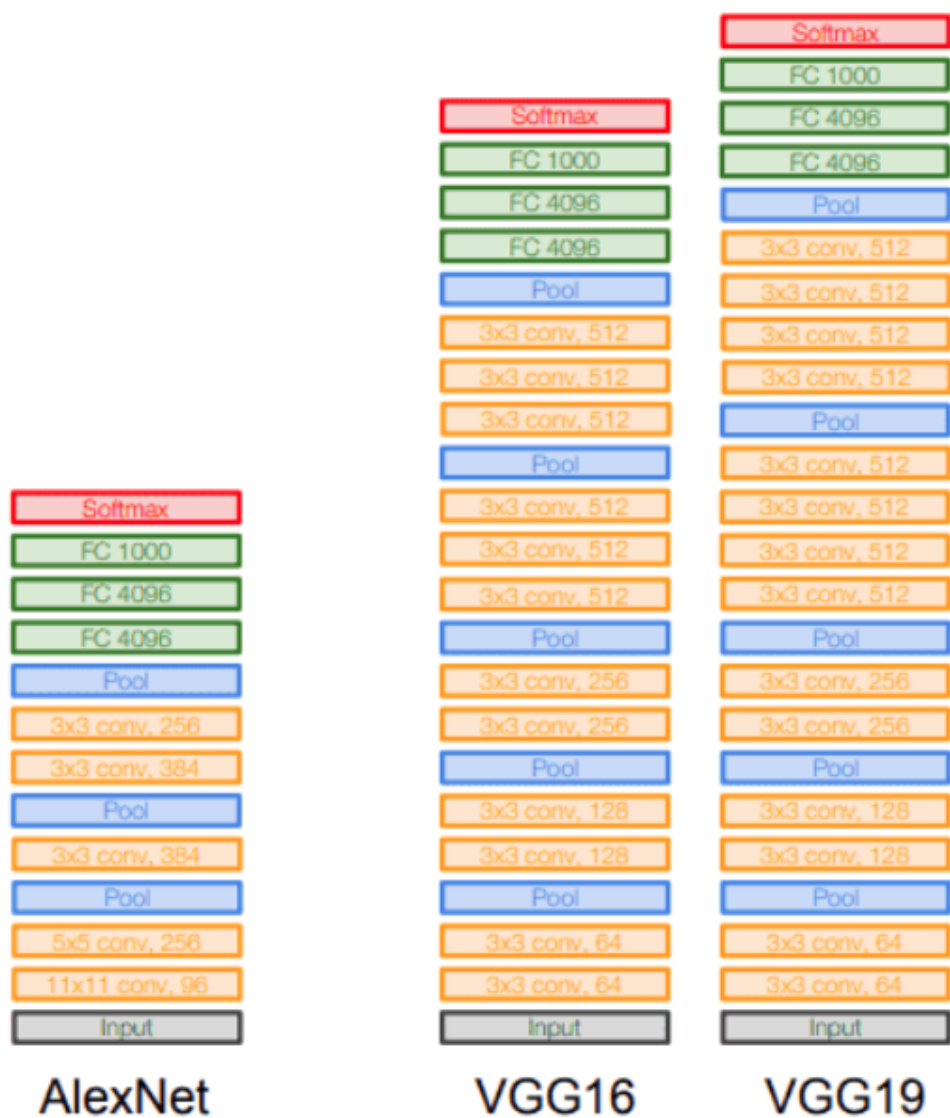 Softmax
FC 1000
FC 4096
FC 4096
Pool
3x3 conv, 256
3x3 conv, 384
Pool
3x3 conv, 384
Pool
5x5 conv, 256
11x11 conv, 96
Input
AlexNet
Softmax
FC 1000
FC 4096
FC 4096
Pool
3x3 conv, 512
3x3 conv, 512
3x3 conv, 512
Pool
3x3 conv, 512
3x3 conv, 512
3x3 conv, 512
Pool
3x3 conv, 256
3x3 conv, 256
Pool
3x3 conv, 128
3x3 conv, 128
Pool
3x3 conv, 64
3x3 conv, 64
Input
VGG16
Softmax
FC 1000
FC 4096
FC 4096
Pool
3x3 conv, 512
3x3 conv, 512
3x3 conv, 512
3x3 conv, 512
Pool
3x3 conv, 512
3x3 conv, 512
3x3 conv, 512
3x3 conv, 512
Pool
3x3 conv, 256
3x3 conv, 256
Pool
3x3 conv, 128
3x3 conv, 128
Pool
3x3 conv, 64
3x3 conv, 64
Input
VGG19